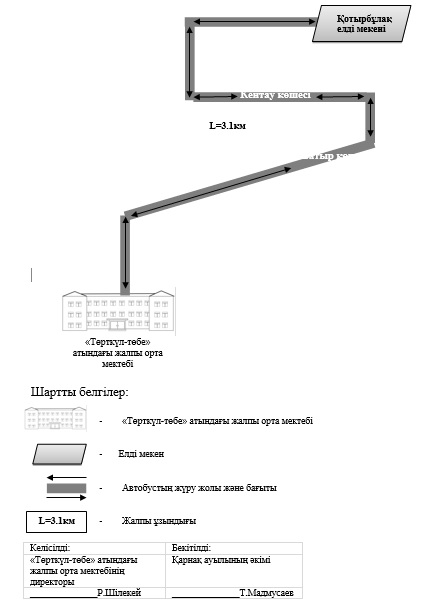 Қотырбұлақ
елді мекені
Кентау көшесі
L=3.1км
«Төрткүл-төбе»
атындағы жалпы орта
мектебі
Шартты белгілер:
- «Төрткүл-төбе» атындағы жалпы орта мектебі
- Елді мекен
- Автобустың жүру жолы және бағыты
L=3.1км - Жалпы ұзындығы
Келісілді: Бекітілді:
«Төрткүл-төбе» атындағы Қарнақ ауылының әкімі
жалпы орта мектебінің
директоры
_______________Р.Шілекей _______________Т.Мадмусаев